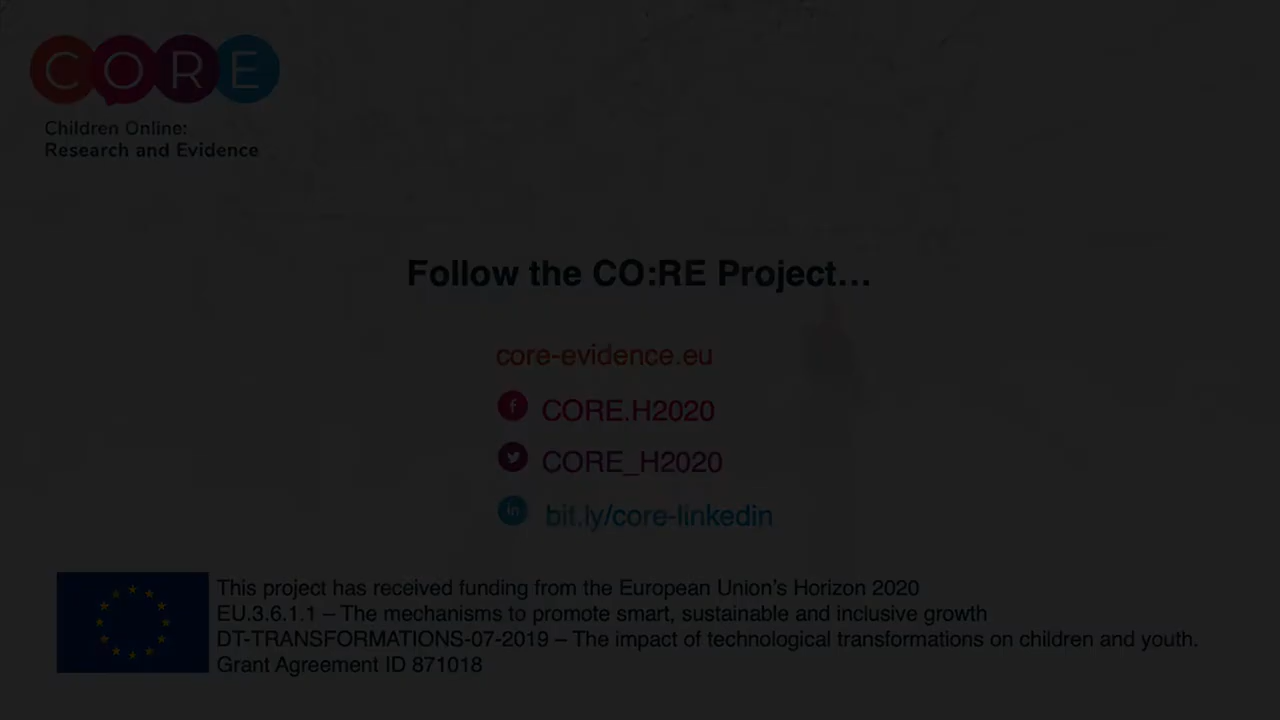 CORE
Children Online:
Research and Evidence
Follow the CO:RE Project...
core-evidence.eu
f CORE.H2020
CORE_H2020
in bit.ly/core-linkedin
This project has received funding from the European Union's Horizon 2020
EU.3.6.1.1 – The mechanisms to promote smart, sustainable and inclusive growth
DT-TRANSFORMATIONS-07-2019 – The impact of technological transformations on children and youth.
Grant Agreement ID 871018